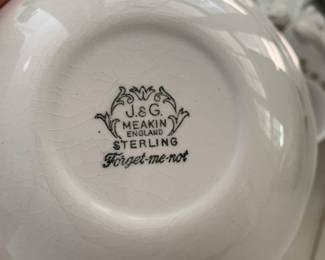 J. & G.
MEAKIN
ENGLAND
STERLING
Forget-me-not